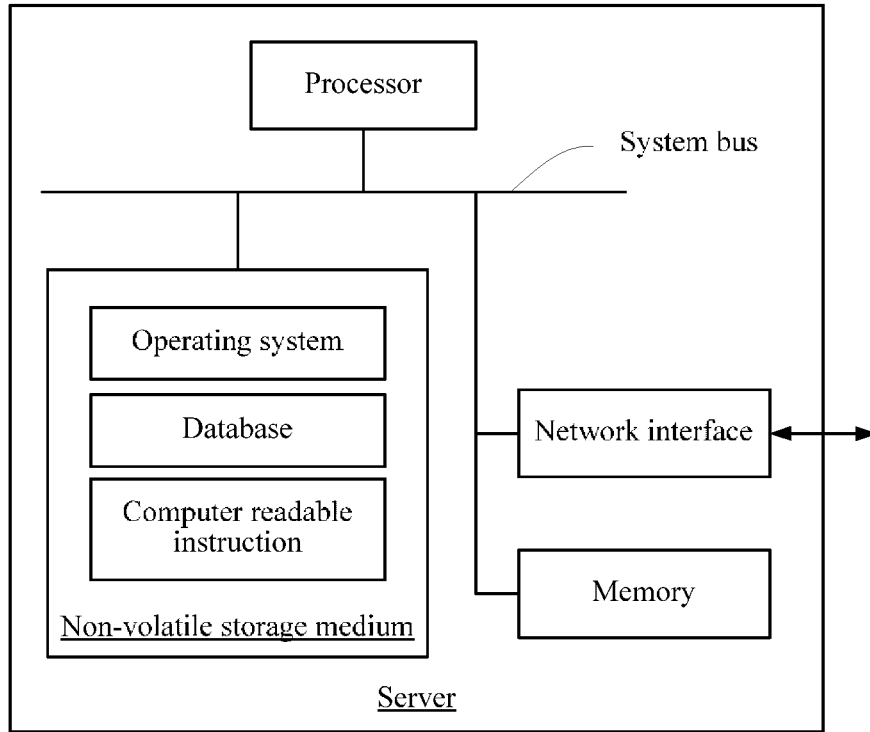 Processor
System bus
Operating system
Database
Computer readable
instruction
Non-volatile storage medium
Network interface
Memory
Server